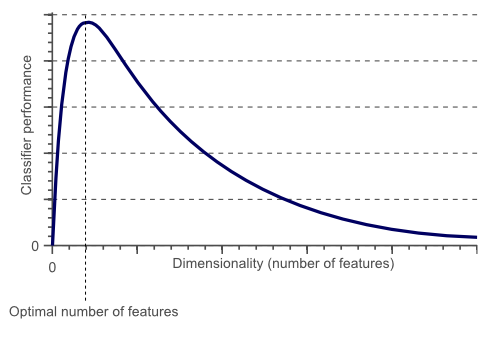 Classifier performance
0
0
Dimensionality (number of features)
Optimal number of features